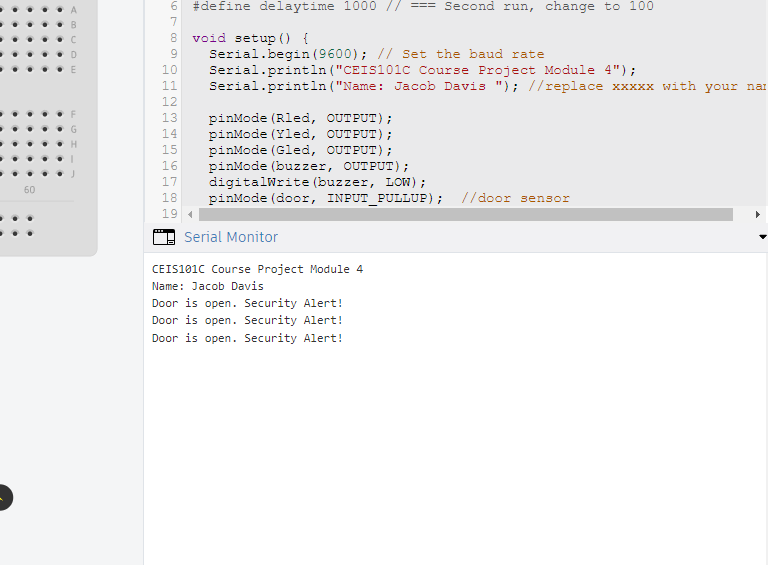 A
B
C
D
E
F
G
H
I
J
60
6 #define delaytime 1000 // === Second run, change to 100
7
8 void setup() {
9 Serial.begin(9600); // Set the baud rate
10 Serial.println("CEIS101C Course Project Module 4");
11 Serial.println("Name: Jacob Davis "); //replace xxxxx with your nam
12
13 pinMode(Rled, OUTPUT);
14 pinMode(Yled, OUTPUT);
15 pinMode(Gled, OUTPUT);
16 pinMode(buzzer, OUTPUT);
17 digitalWrite(buzzer, LOW);
18 pinMode(door, INPUT_PULLUP); //door sensor
19
Serial Monitor
CEIS101C Course Project Module 4
Name: Jacob Davis
Door is open. Security Alert!
Door is open. Security Alert!
Door is open. Security Alert!